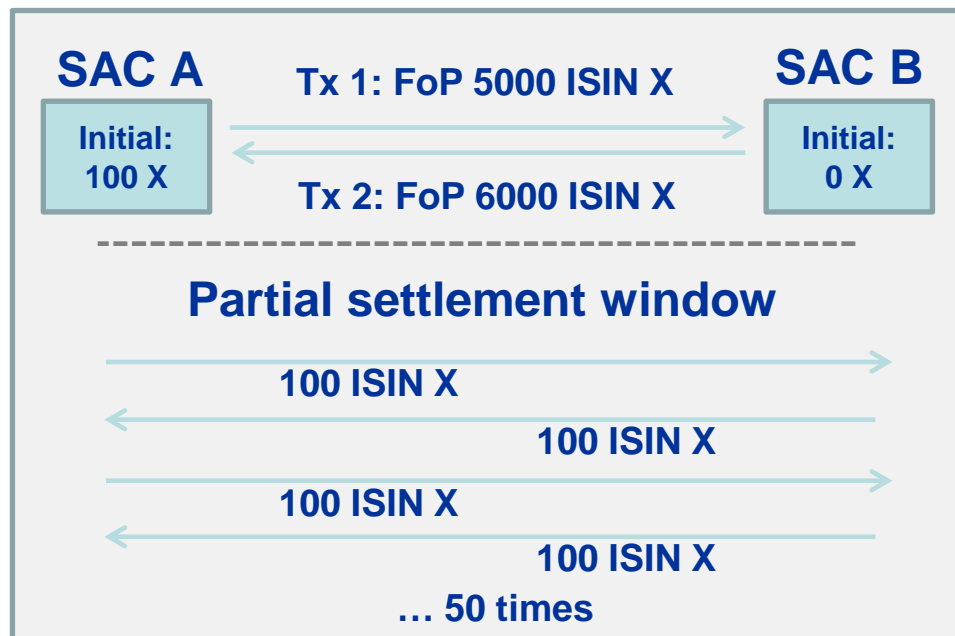 SAC A
SAC B
Tx 1: FoP 5000 ISIN X
Initial:
100 X
Initial:
0 X
Tx 2: FoP 6000 ISIN X
Partial settlement window
100 ISIN X
100 ISIN X
100 ISIN X
100 ISIN X
… 50 times